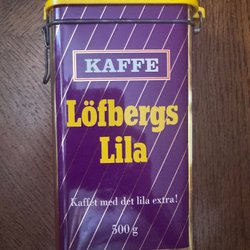 KAFFE
Löfbergs
Lila
Kaffet med det lila extra!
500 g